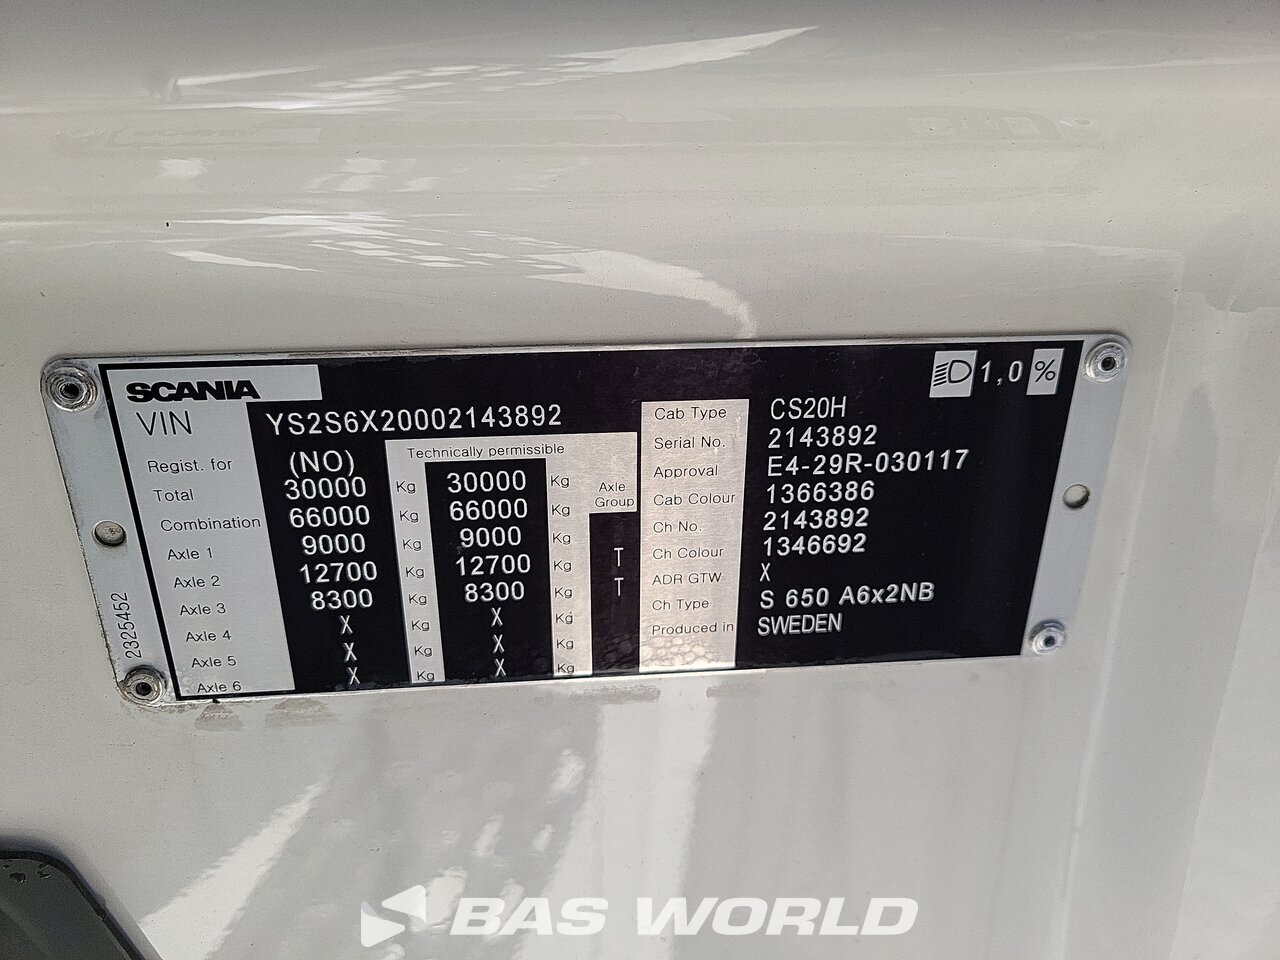 SCANIA
1,0 %
VIN YS2S6X20002143892
Regist. for (NO) Technically permissible
Total 30000 Kg 30000 Kg Axle Group
Combination 66000 Kg 66000 Kg
Axle 1 9000 Kg 9000 Kg
Axle 2 12700 Kg 12700 Kg T
Axle 3 8300 Kg 8300 Kg T
Axle 4 X Kg X Kg
Axle 5 X Kg X Kg
Axle 6 X Kg X Kg
Cab Type CS20H
Serial No. 2143892
Approval E4-29R-030117
Cab Colour 1366386
Ch No. 2143892
Ch Colour 1346692
ADR GTW X
Ch Type S 650 A6x2NB
Produced in SWEDEN
2325452
BAS WORLD